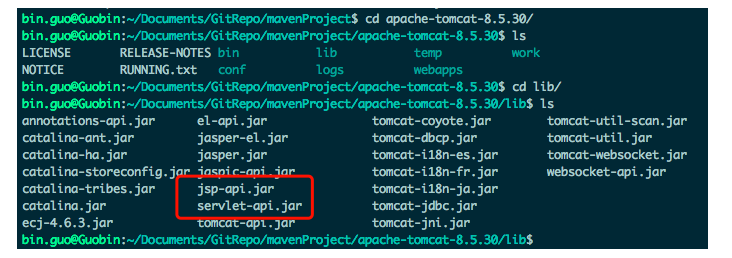 bin.guo@Guobin:~/Documents/GitRepo/mavenProject$ cd apache-tomcat-8.5.30/
bin.guo@Guobin:~/Documents/GitRepo/mavenProject/apache-tomcat-8.5.30$ ls
LICENSE RELEASE-NOTES bin lib temp work
NOTICE RUNNING.txt conf logs webapps
bin.guo@Guobin:~/Documents/GitRepo/mavenProject/apache-tomcat-8.5.30$ cd lib/
bin.guo@Guobin:~/Documents/GitRepo/mavenProject/apache-tomcat-8.5.30/lib$ ls
annotations-api.jar el-api.jar tomcat-coyote.jar tomcat-util-scan.jar
catalina-ant.jar jasper-el.jar tomcat-dbcp.jar tomcat-util.jar
catalina-ha.jar jasper.jar tomcat-i18n-es.jar tomcat-websocket.jar
catalina-storeconfig.jar jaspic-api.jar tomcat-i18n-fr.jar websocket-api.jar
catalina-tribes.jar jsp-api.jar tomcat-i18n-ja.jar
catalina.jar servlet-api.jar tomcat-jdbc.jar
ecj-4.6.3.jar tomcat-api.jar tomcat-jni.jar
bin.guo@Guobin:~/Documents/GitRepo/mavenProject/apache-tomcat-8.5.30/lib$